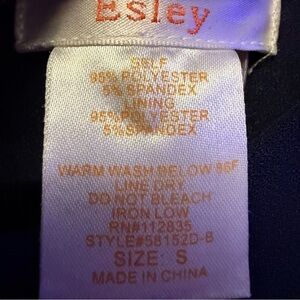 Esley
SELF
95% POLYESTER
5% SPANDEX
LINING
95% POLYESTER
5%SPANDEX
WARM WASH BELOW 86F
LINE DRY
DO NOT BLEACH
IRON LOW
RN#112835
STYLE#58152D-B
SIZE: S
MADE IN CHINA